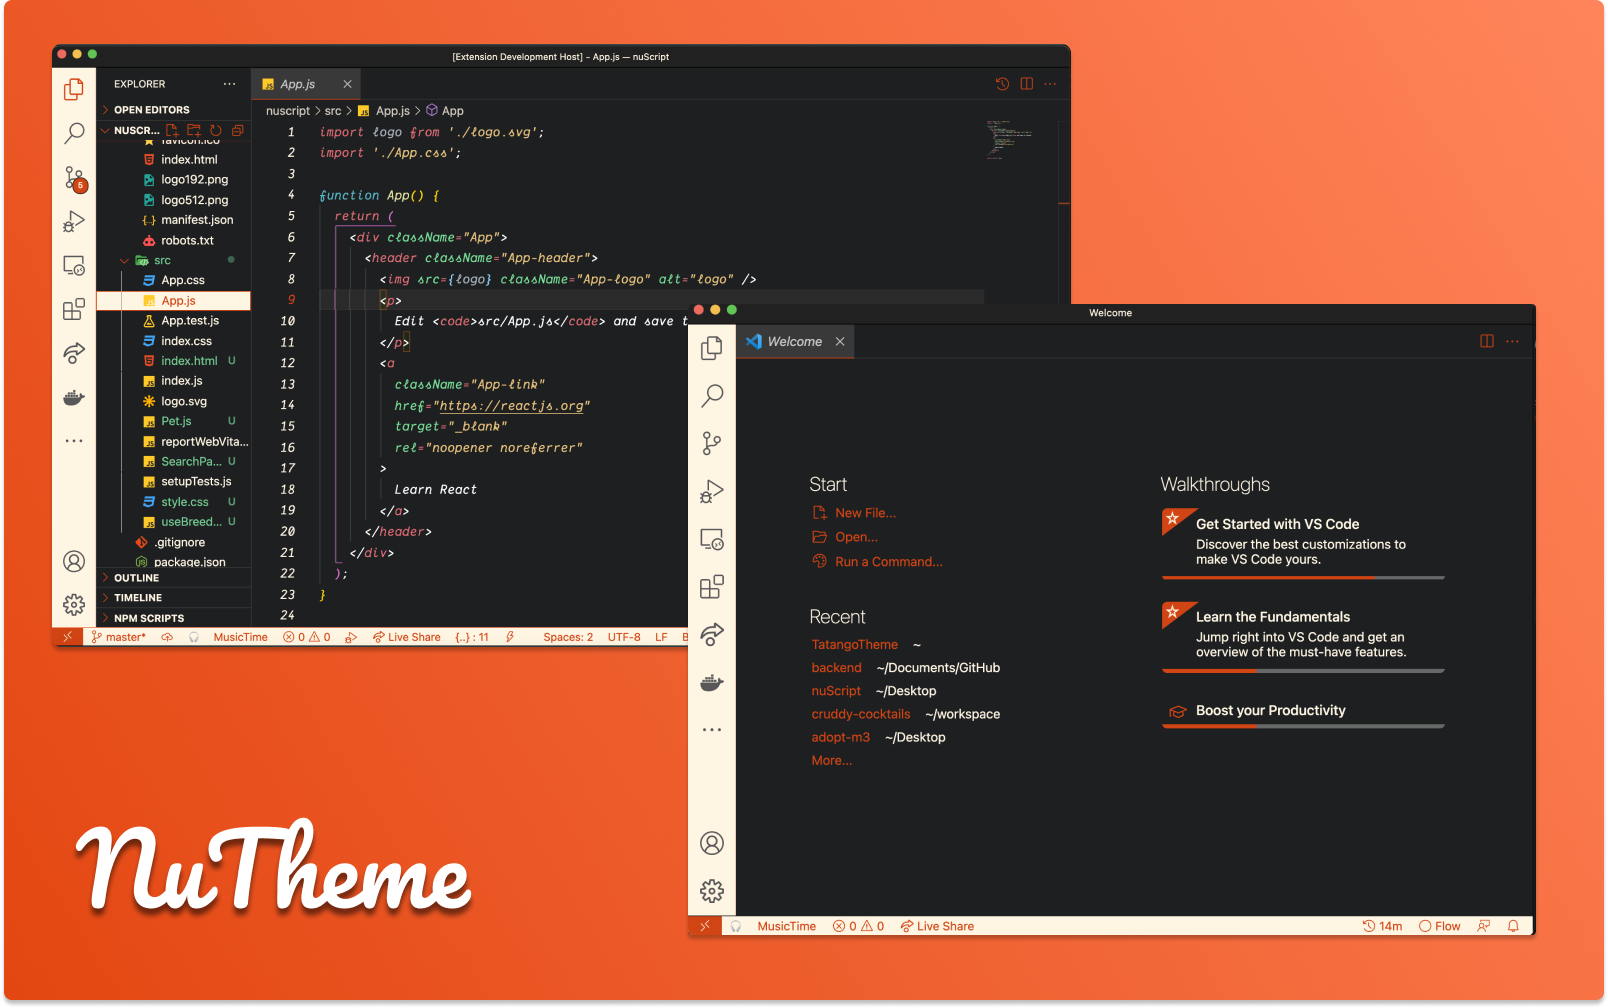 [Extension Development Host] - App.js — nuScript
EXPLORER
OPEN EDITORS
NUSCR...
favicon.ico
index.html
logo192.png
logo512.png
manifest.json
robots.txt
src
App.css
App.js
App.test.js
index.css
index.html U
index.js
logo.svg
Pet.js U
reportWebVita...
SearchPa... U
setupTests.js
style.css U
useBreed... U
.gitignore
package.json
OUTLINE
TIMELINE
NPM SCRIPTS
5
App.js
nuscript > src > App.js > App
1 import logo from './logo.svg';
2 import './App.css';
3
4 function App() {
5 return (
6 <div className="App">
7 <header className="App-header">
8 <img src={logo} className="App-logo" alt="logo" />
9 <p>
10 Edit <code>src/App.js</code> and save t
11 </p>
12 <a
13 className="App-link"
14 href="https://reactjs.org"
15 target="_blank"
16 rel="noopener noreferrer"
17 >
18 Learn React
19 </a>
20 </header>
21 </div>
22 );
23 }
24
master* MusicTime 0 0 Live Share {..} : 11 Spaces: 2 UTF-8 LF
Welcome
Welcome
Start
New File...
Open...
Run a Command...
Recent
TatangoTheme ~
backend ~/Documents/GitHub
nuScript ~/Desktop
cruddy-cocktails ~/workspace
adopt-m3 ~/Desktop
More...
Walkthroughs
Get Started with VS Code
Discover the best customizations to
make VS Code yours.
Learn the Fundamentals
Jump right into VS Code and get an
overview of the must-have features.
Boost your Productivity
MusicTime 0 0 Live Share 14m Flow
NuTheme